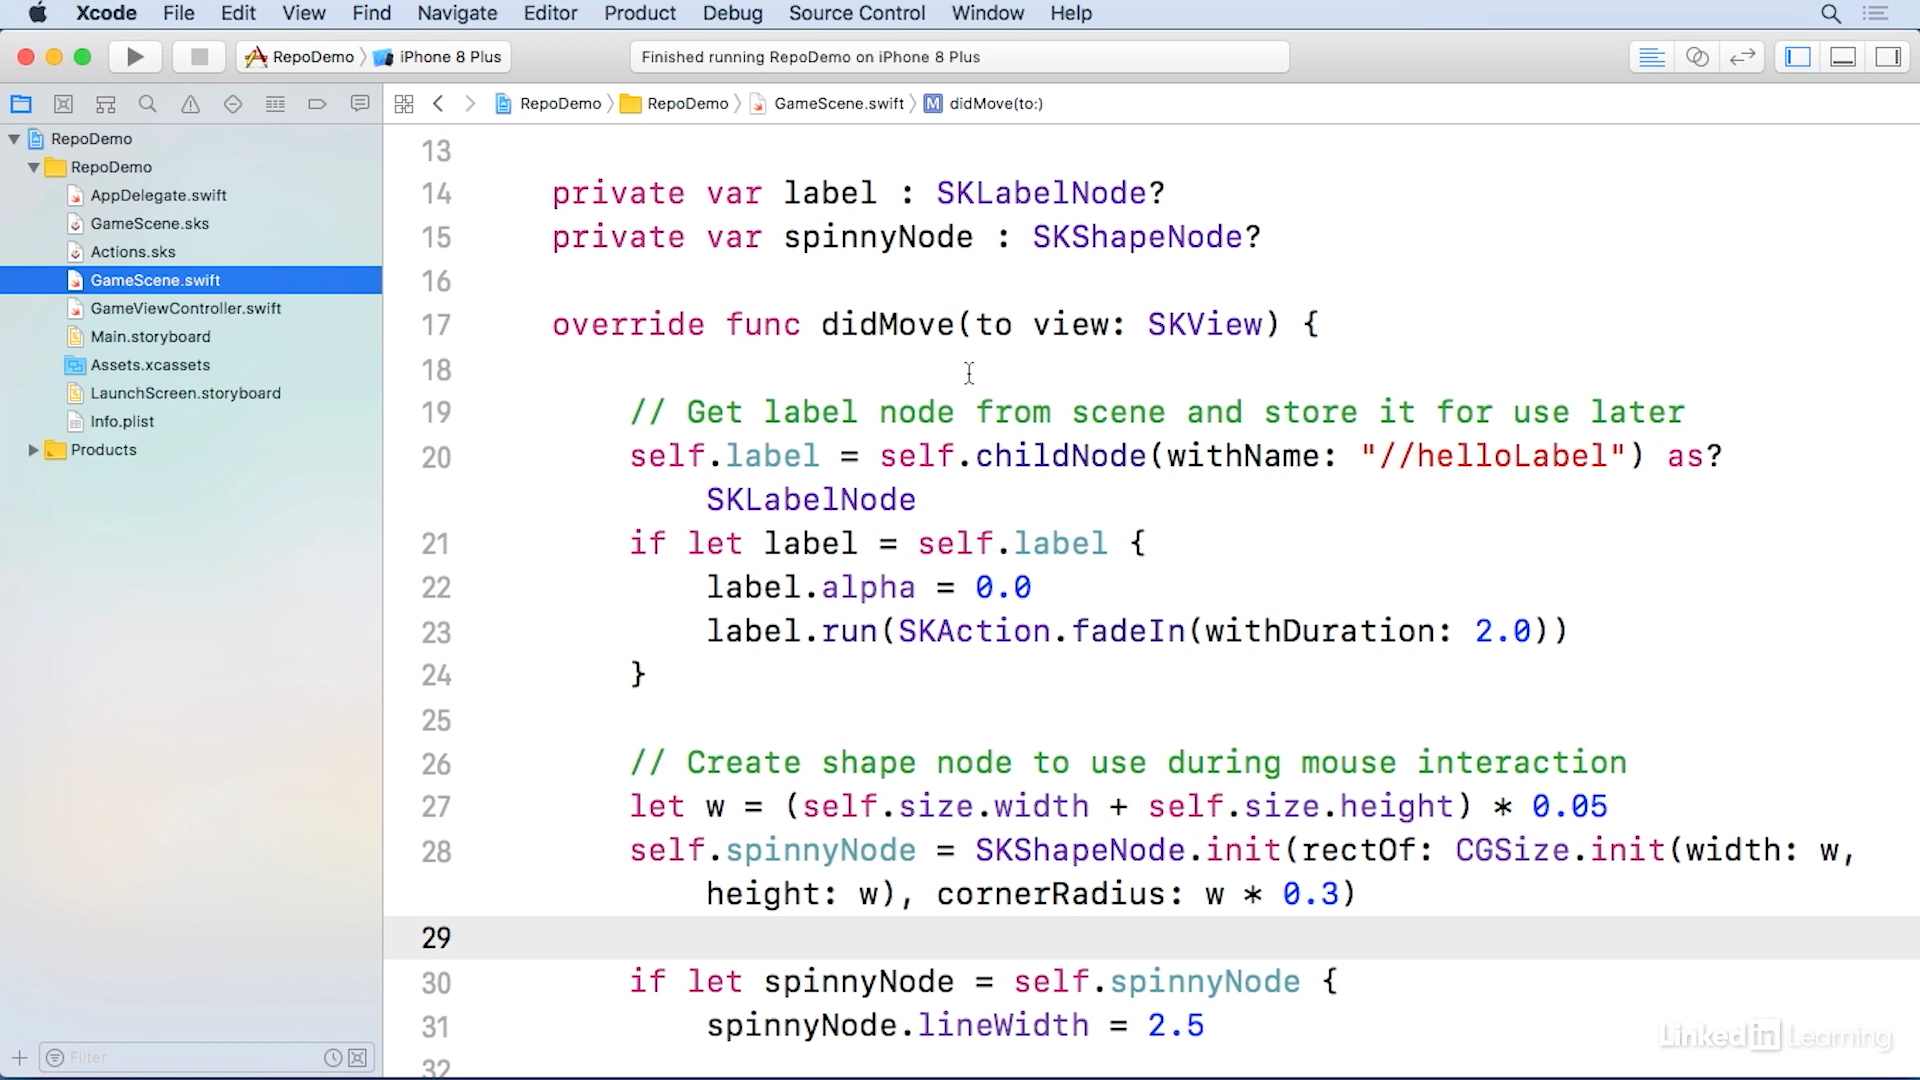 Xcode File Edit View Find Navigate Editor Product Debug Source Control Window Help
RepoDemo iPhone 8 Plus
Finished running RepoDemo on iPhone 8 Plus
RepoDemo RepoDemo GameScene.swift M didMove(to:)
RepoDemo
RepoDemo
AppDelegate.swift
GameScene.sks
Actions.sks
GameScene.swift
GameViewController.swift
Main.storyboard
Assets.xcassets
LaunchScreen.storyboard
Info.plist
Products
Filter
13
14 private var label : SKLabelNode?
15 private var spinnyNode : SKShapeNode?
16
17 override func didMove(to view: SKView) {
18
19 // Get label node from scene and store it for use later
20 self.label = self.childNode(withName: "//helloLabel") as?
SKLabelNode
21 if let label = self.label {
22 label.alpha = 0.0
23 label.run(SKAction.fadeIn(withDuration: 2.0))
24 }
25
26 // Create shape node to use during mouse interaction
27 let w = (self.size.width + self.size.height) * 0.05
28 self.spinnyNode = SKShapeNode.init(rectOf: CGSize.init(width: w,
height: w), cornerRadius: w * 0.3)
29
30 if let spinnyNode = self.spinnyNode {
31 spinnyNode.lineWidth = 2.5
32
Linked in Learning